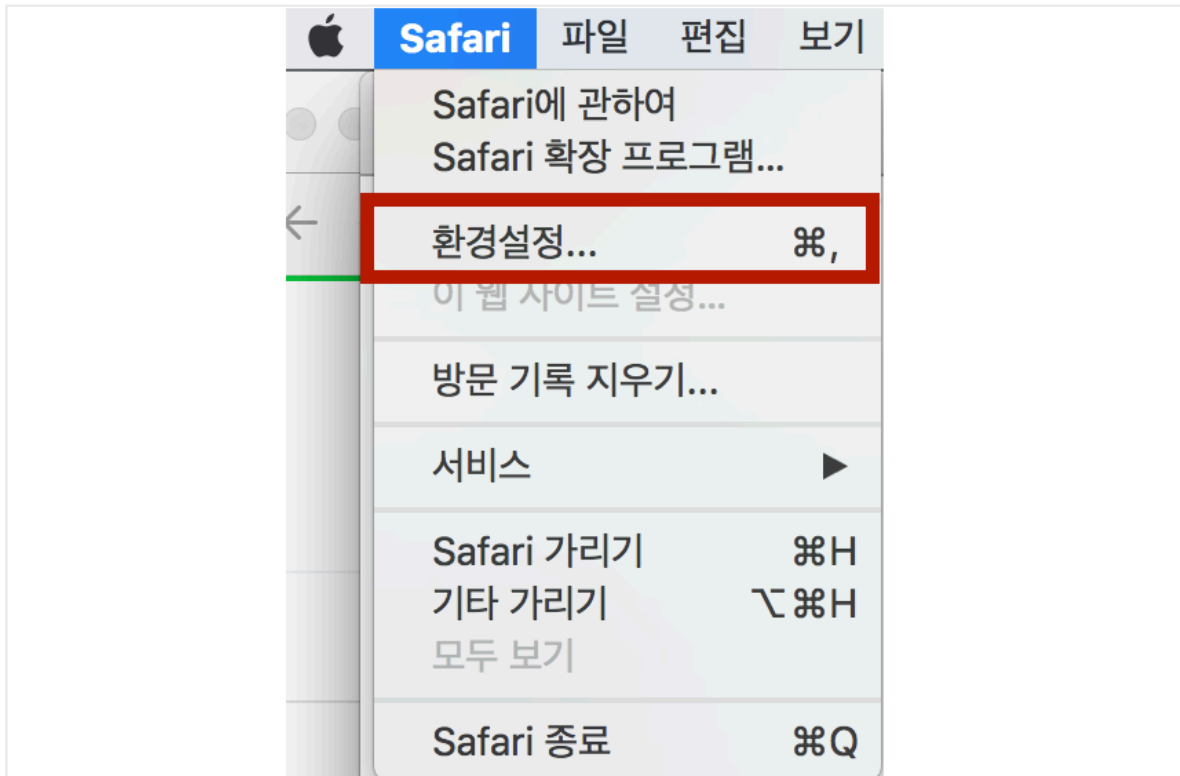 Safari 파일 편집 보기
Safari에 관하여
Safari 확장 프로그램...
환경설정... ⌘,
이 웹 사이트 설정...
방문 기록 지우기...
서비스 ▶
Safari 가리기 ⌘H
기타 가리기 ⌥⌘H
모두 보기
Safari 종료 ⌘Q